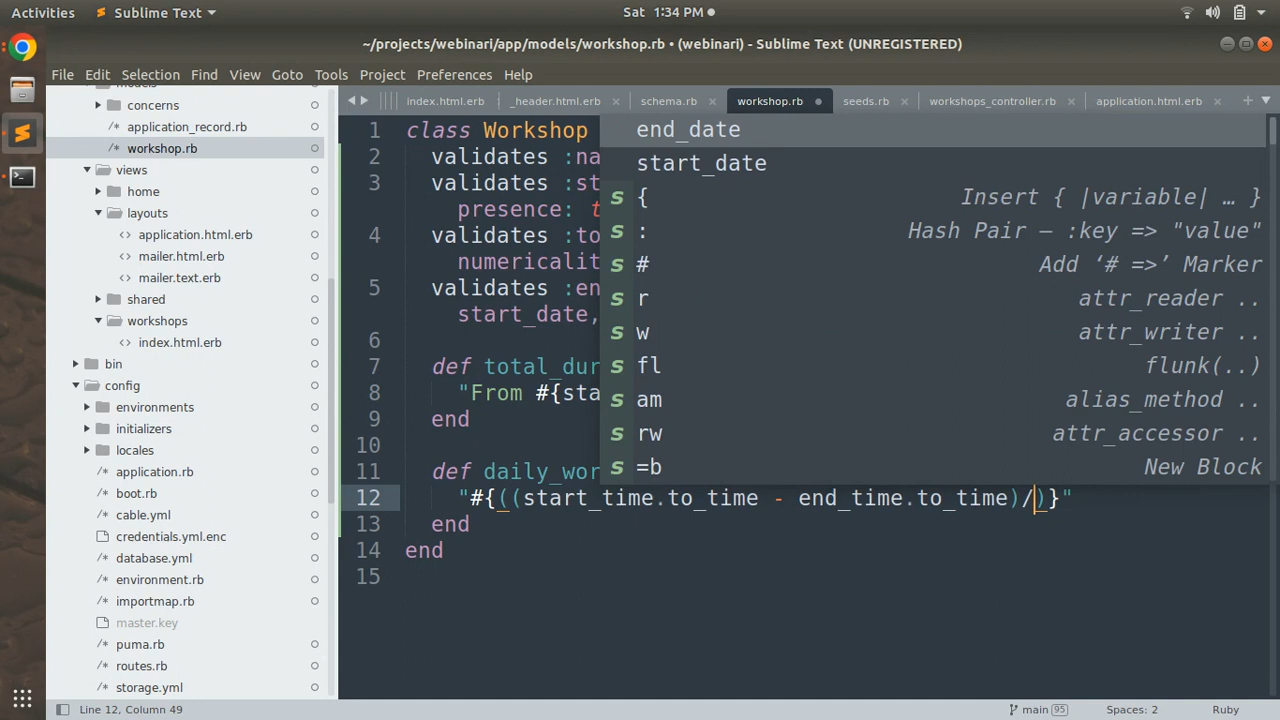 Activities
Sublime Text
Sat 1:34 PM
~/projects/webinari/app/models/workshop.rb • (webinari) - Sublime Text (UNREGISTERED)
File Edit Selection Find View Goto Tools Project Preferences Help
index.html.erb
_header.html.erb
schema.rb
workshop.rb
seeds.rb
workshops_controller.rb
application.html.erb
models
concerns
application_record.rb
workshop.rb
views
home
layouts
application.html.erb
mailer.html.erb
mailer.text.erb
shared
workshops
index.html.erb
bin
config
environments
initializers
locales
application.rb
boot.rb
cable.yml
credentials.yml.enc
database.yml
environment.rb
importmap.rb
master.key
puma.rb
routes.rb
storage.yml
1 class Workshop
2 validates :na
3 validates :st
presence: t
4 validates :to
numericalit
5 validates :en
start_date,
6
7 def total_dur
8 "From #{sta
9 end
10
11 def daily_wor
12 "#{((start_time.to_time - end_time.to_time)/)}"
13 end
14 end
15
end_date
start_date
s { Insert { |variable| … }
s : Hash Pair — :key => "value"
s # Add ‘# =>’ Marker
s r attr_reader ..
s w attr_writer ..
s fl flunk(..)
s am alias_method ..
s rw attr_accessor ..
s =b New Block
Line 12, Column 49
main 95
Spaces: 2
Ruby